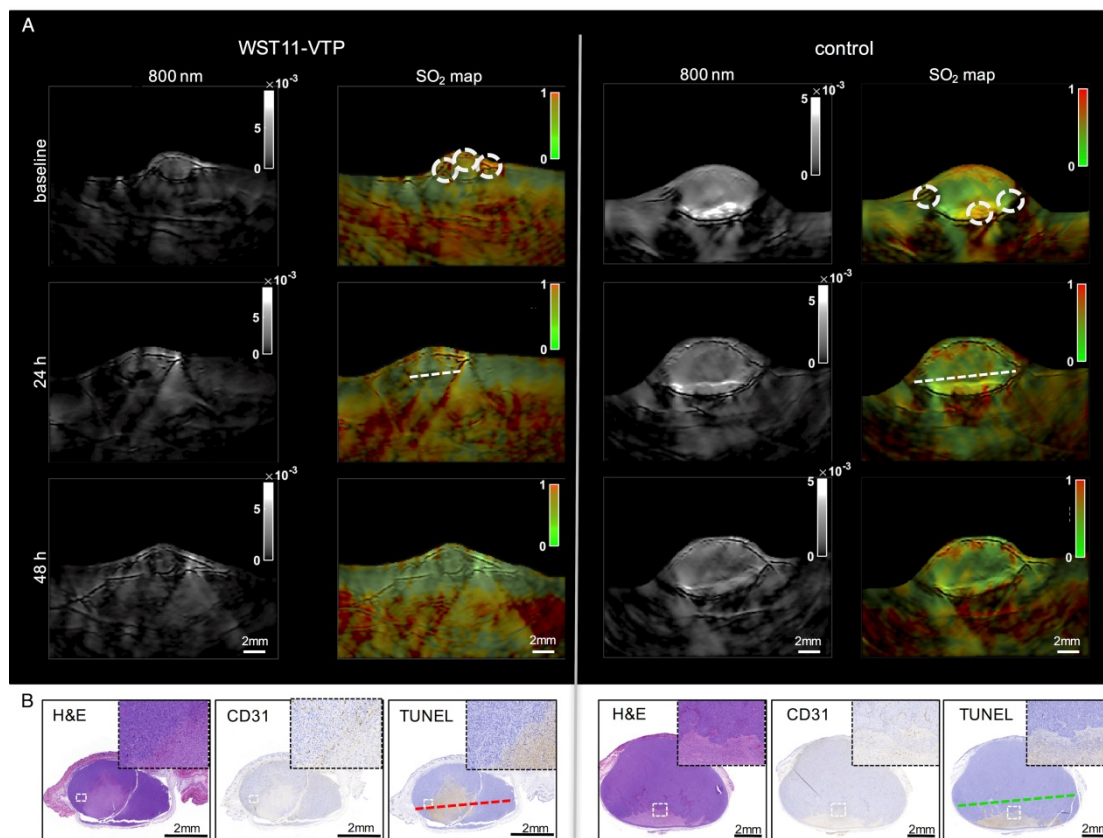 A
WST11-VTP
control
800 nm
SO₂ map
800 nm
SO₂ map
baseline
×10⁻³
5
0
1
0
×10⁻³
5
0
1
0
24 h
×10⁻³
5
0
1
0
×10⁻³
5
0
1
0
48 h
×10⁻³
5
0
2mm
1
0
2mm
×10⁻³
5
0
2mm
1
0
2mm
B
H&E
2mm
CD31
2mm
TUNEL
2mm
H&E
2mm
CD31
2mm
TUNEL
2mm